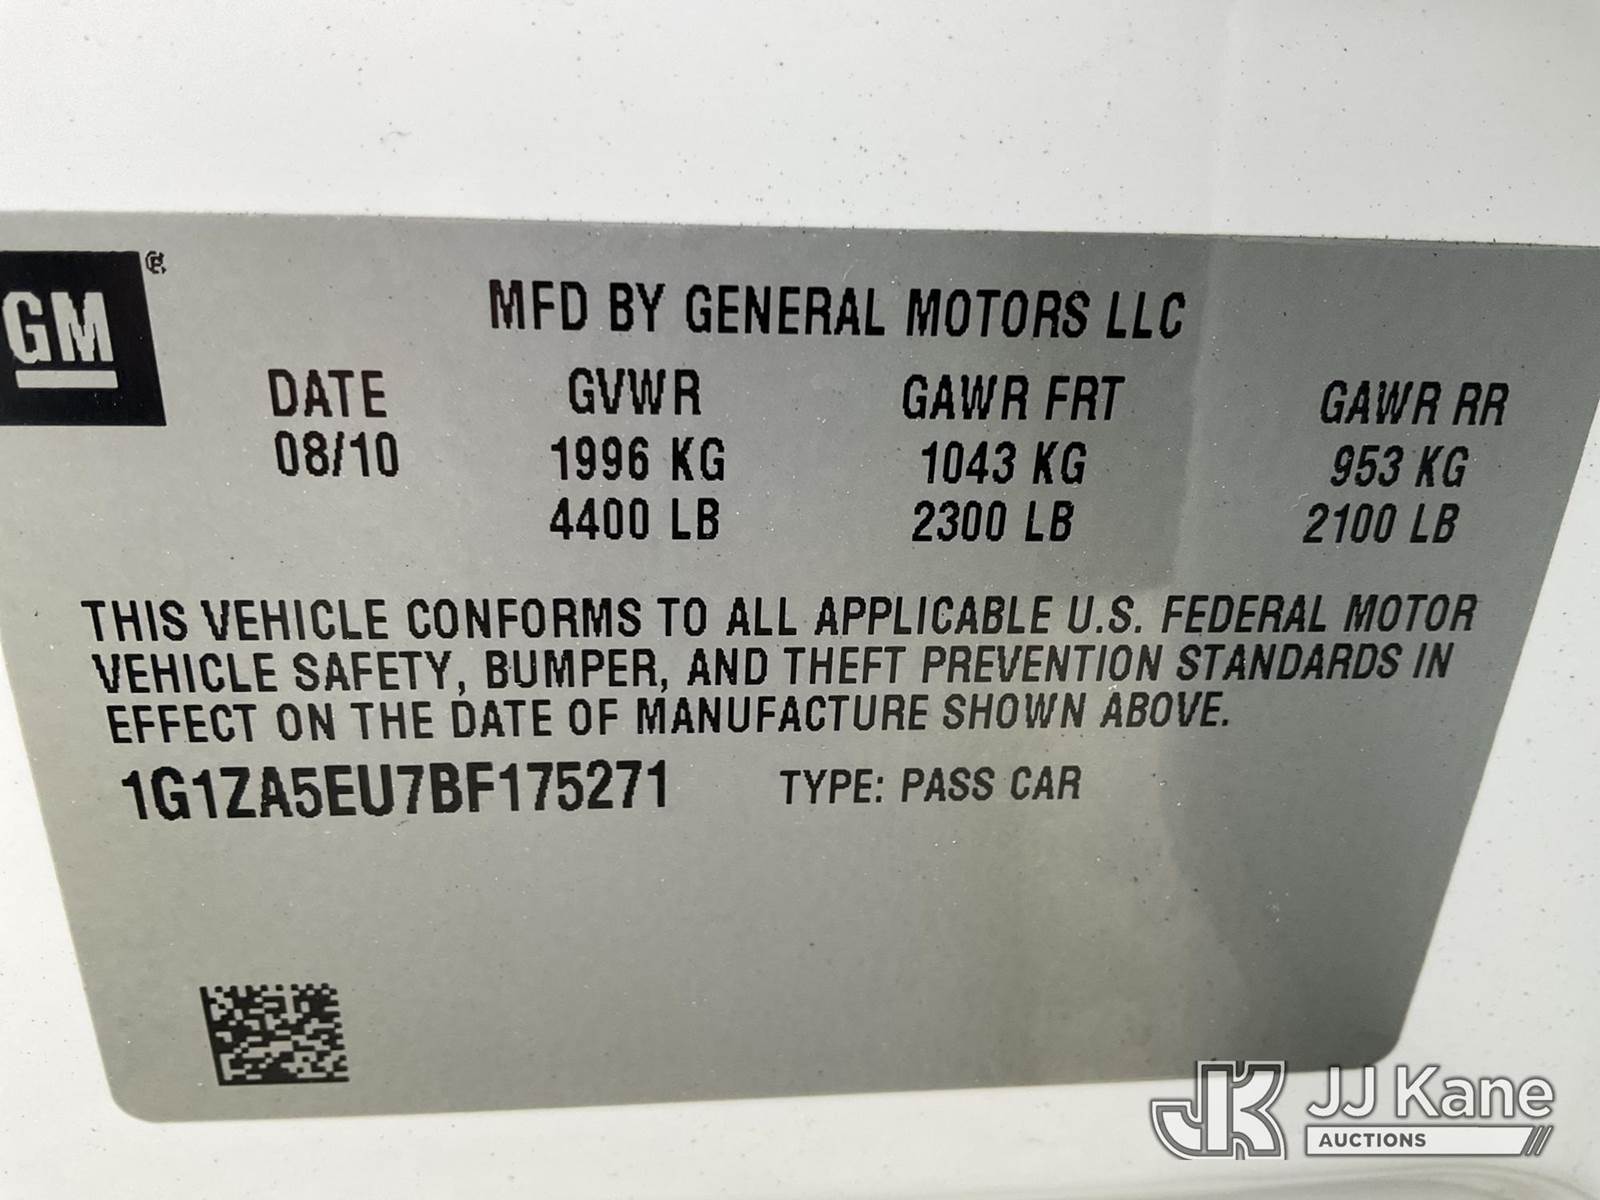 GM
MFD BY GENERAL MOTORS LLC
DATE GVWR GAWR FRT GAWR RR
08/10 1996 KG 1043 KG 953 KG
4400 LB 2300 LB 2100 LB
THIS VEHICLE CONFORMS TO ALL APPLICABLE U.S. FEDERAL MOTOR
VEHICLE SAFETY, BUMPER, AND THEFT PREVENTION STANDARDS IN
EFFECT ON THE DATE OF MANUFACTURE SHOWN ABOVE.
1G1ZA5EU7BF175271 TYPE: PASS CAR
JK JJ Kane
AUCTIONS